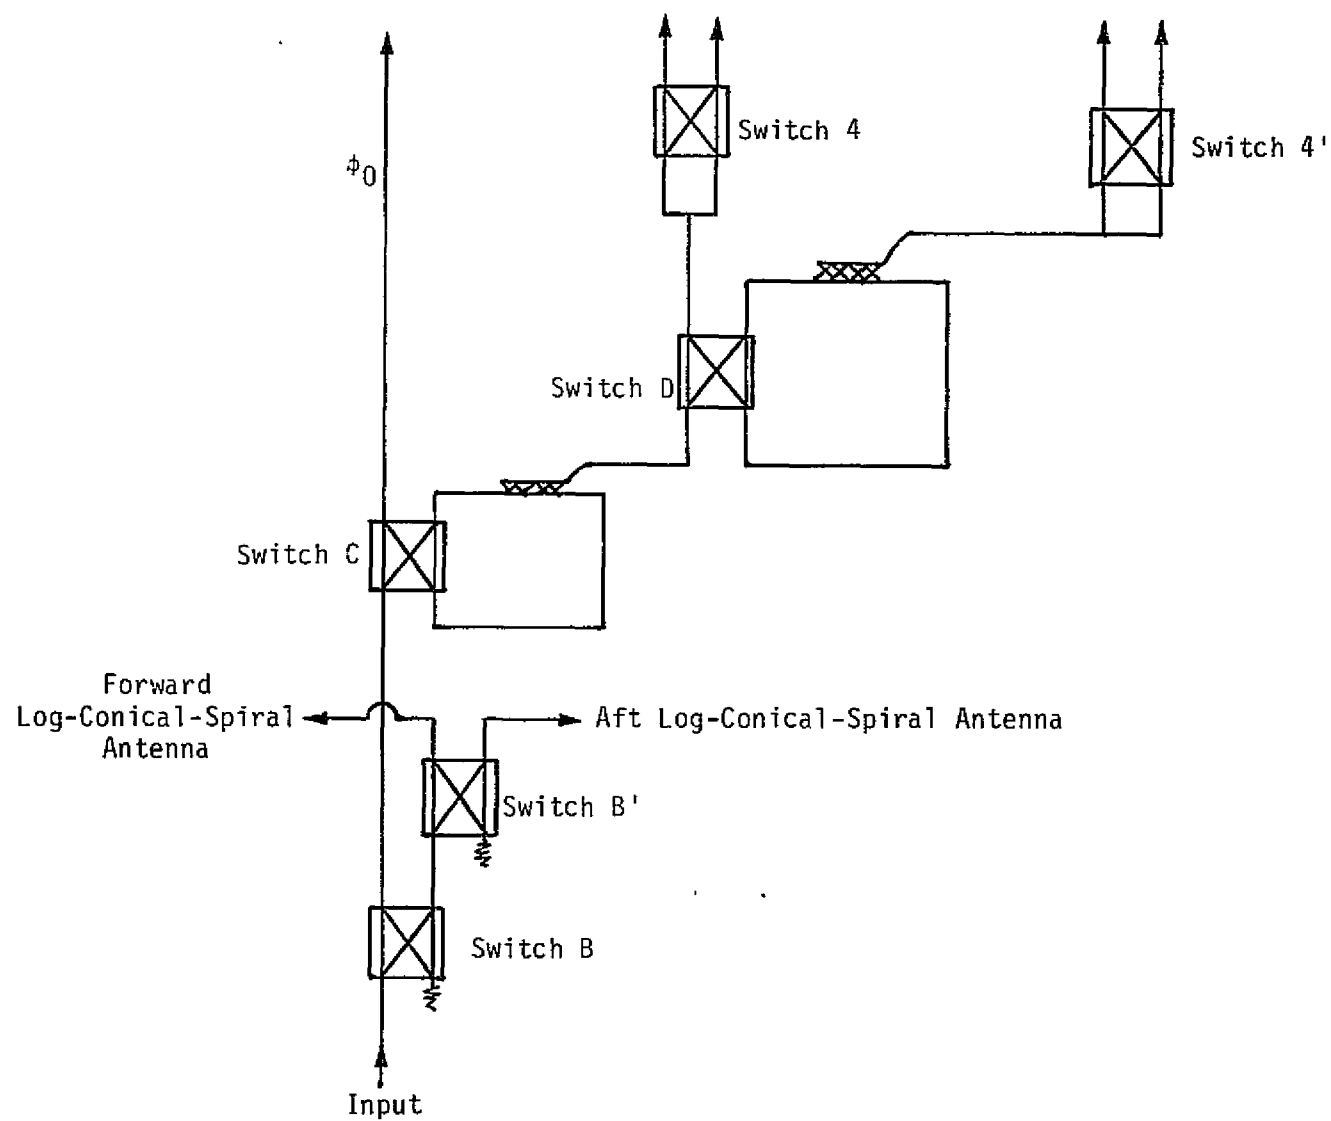 Switch 4
Switch 4'
ϕ0
Switch D
Switch C
Forward
Log-Conical-Spiral
Antenna
Aft Log-Conical-Spiral Antenna
Switch B'
Switch B
Input